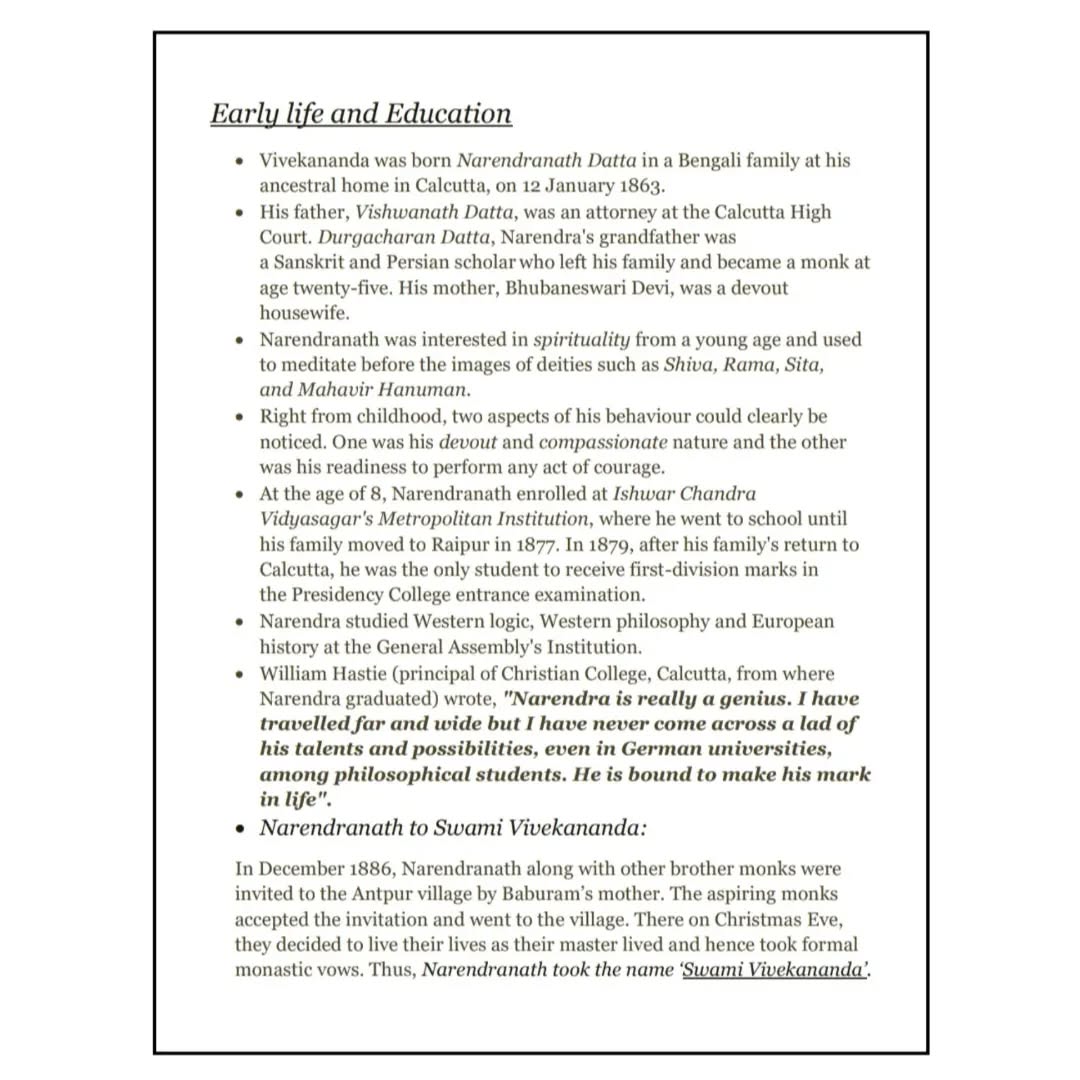 Early life and Education
• Vivekananda was born Narendranath Datta in a Bengali family at his
ancestral home in Calcutta, on 12 January 1863.
• His father, Vishwanath Datta, was an attorney at the Calcutta High
Court. Durgacharan Datta, Narendra's grandfather was
a Sanskrit and Persian scholar who left his family and became a monk at
age twenty-five. His mother, Bhubaneswari Devi, was a devout
housewife.
• Narendranath was interested in spirituality from a young age and used
to meditate before the images of deities such as Shiva, Rama, Sita,
and Mahavir Hanuman.
• Right from childhood, two aspects of his behaviour could clearly be
noticed. One was his devout and compassionate nature and the other
was his readiness to perform any act of courage.
• At the age of 8, Narendranath enrolled at Ishwar Chandra
Vidyasagar's Metropolitan Institution, where he went to school until
his family moved to Raipur in 1877. In 1879, after his family's return to
Calcutta, he was the only student to receive first-division marks in
the Presidency College entrance examination.
• Narendra studied Western logic, Western philosophy and European
history at the General Assembly's Institution.
• William Hastie (principal of Christian College, Calcutta, from where
Narendra graduated) wrote, "Narendra is really a genius. I have
travelled far and wide but I have never come across a lad of
his talents and possibilities, even in German universities,
among philosophical students. He is bound to make his mark
in life".
• Narendranath to Swami Vivekananda:
In December 1886, Narendranath along with other brother monks were
invited to the Antpur village by Baburam’s mother. The aspiring monks
accepted the invitation and went to the village. There on Christmas Eve,
they decided to live their lives as their master lived and hence took formal
monastic vows. Thus, Narendranath took the name ‘Swami Vivekananda’.